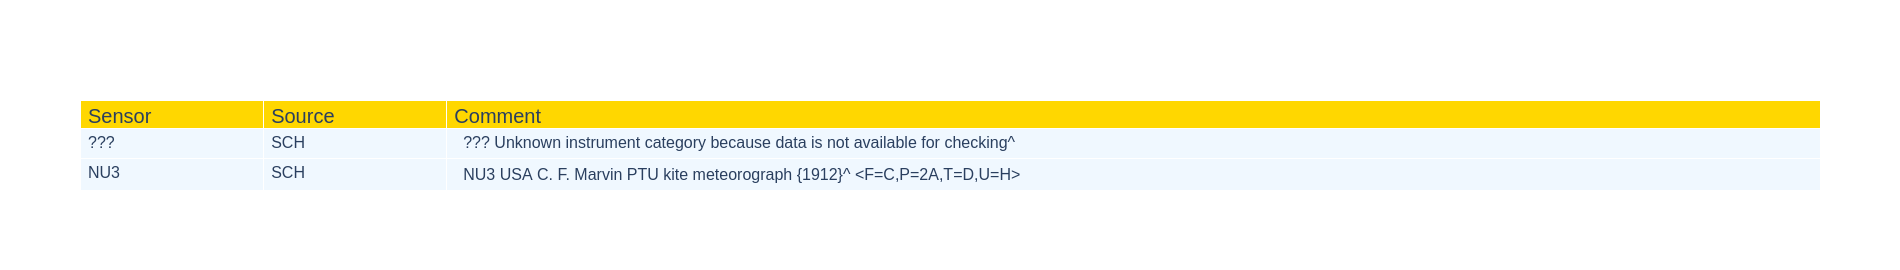 Sensor Source Comment
??? SCH ??? Unknown instrument category because data is not available for checking^
NU3 SCH NU3 USA C. F. Marvin PTU kite meteorograph {1912}^ <F=C,P=2A,T=D,U=H>